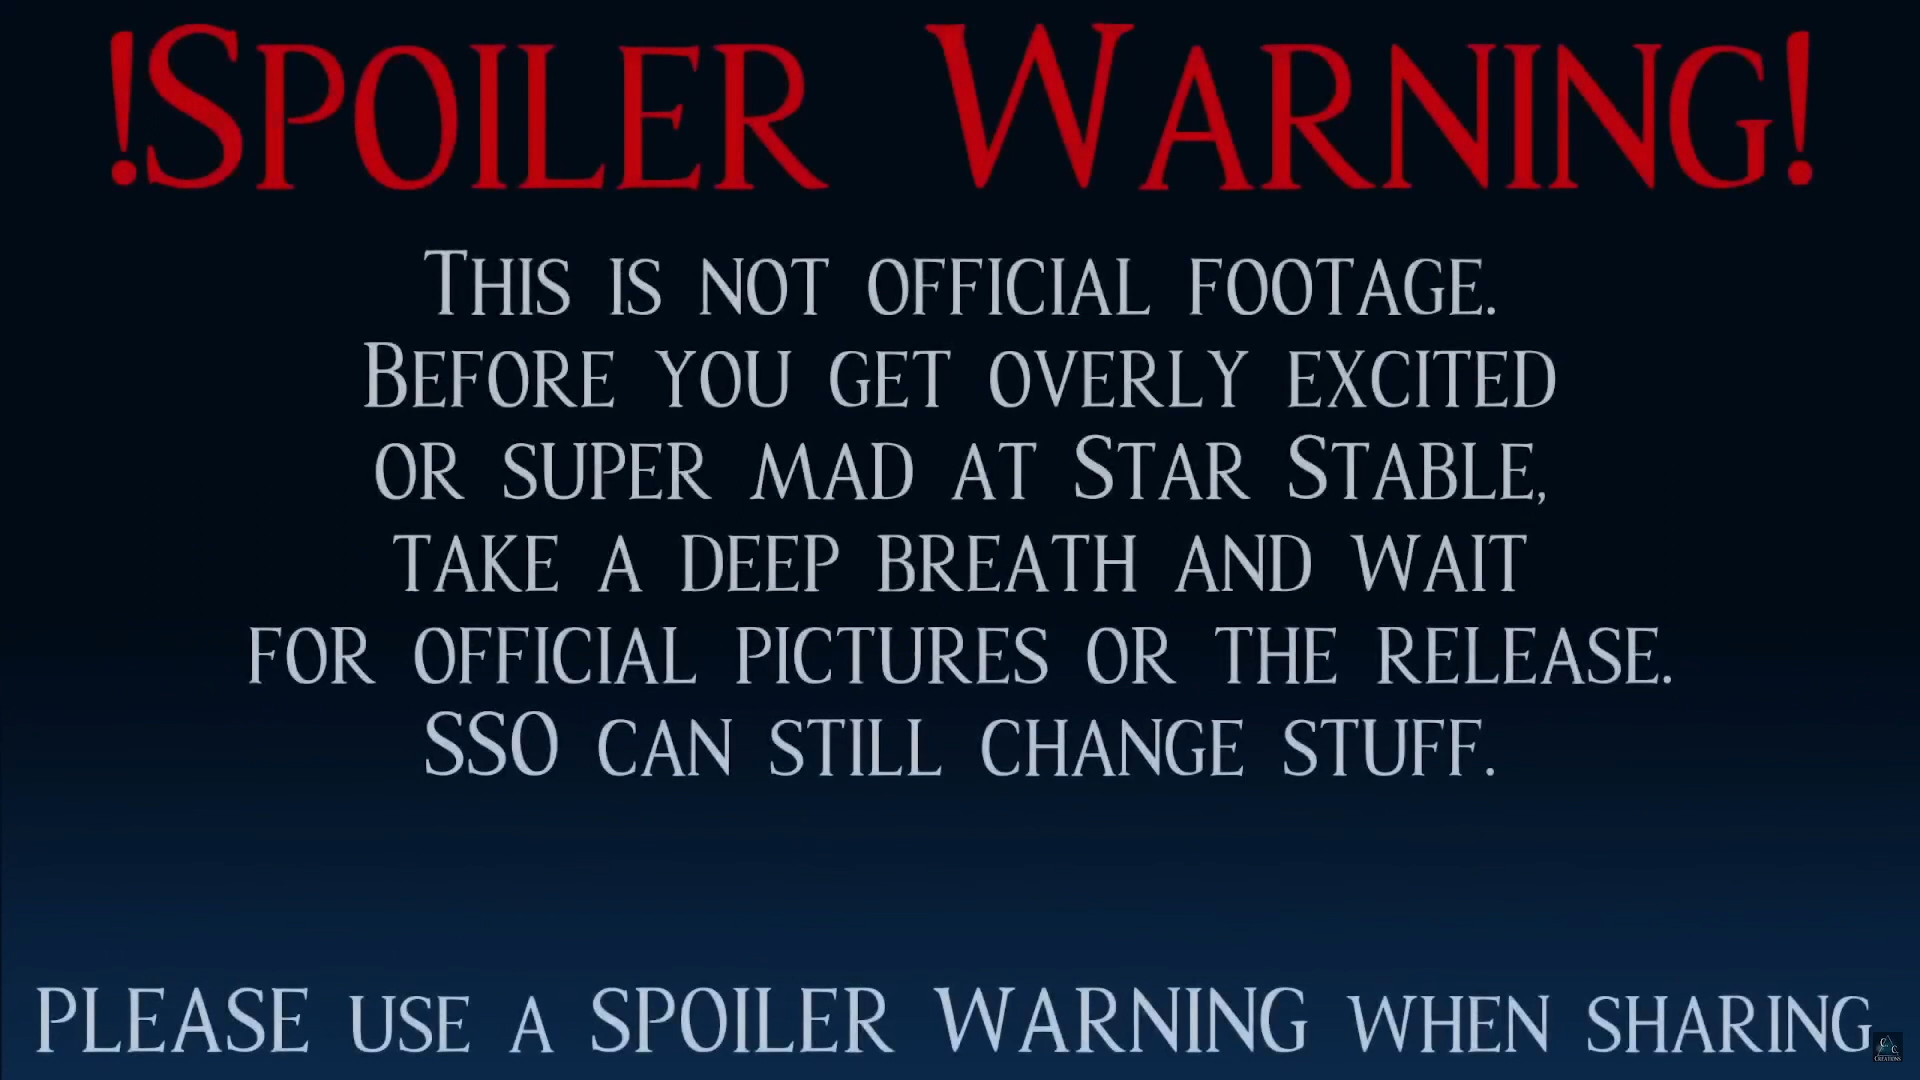 !Spoiler Warning!
This is not official footage.
Before you get overly excited
or super mad at Star Stable,
take a deep breath and wait
for official pictures or the release.
SSO can still change stuff.
PLEASE use a SPOILER WARNING when sharing
C C
Creations